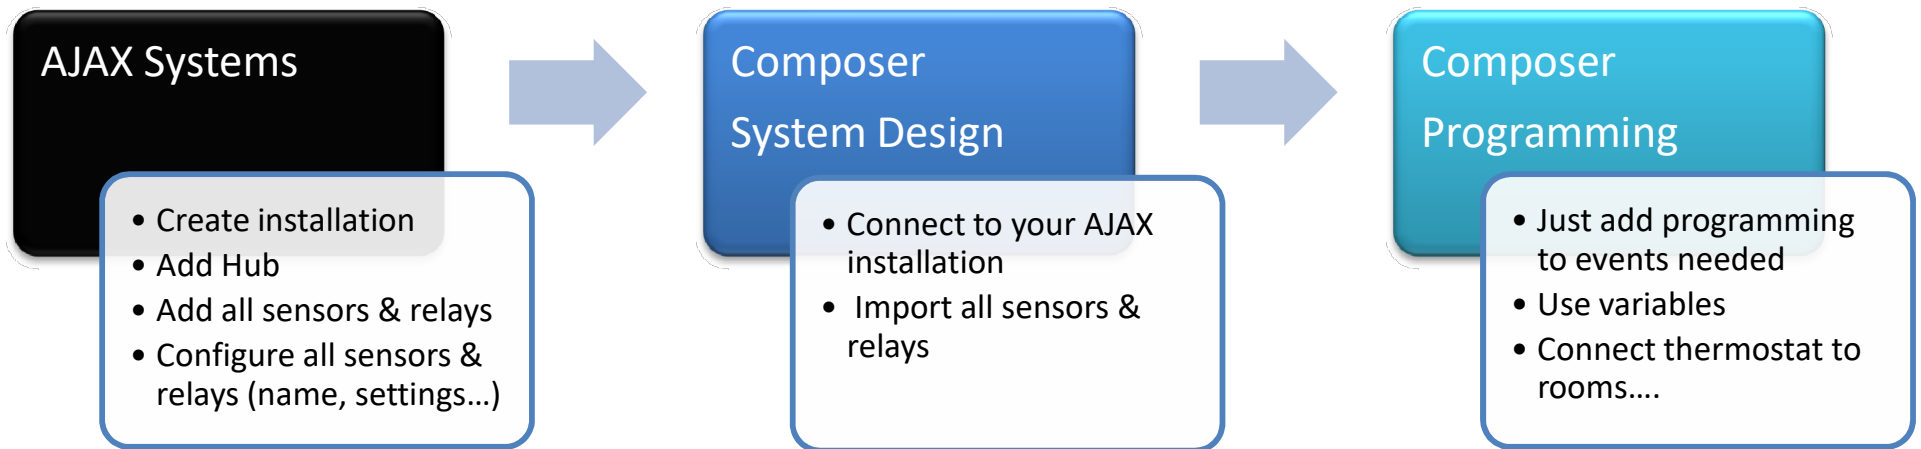 AJAX Systems
• Create installation
• Add Hub
• Add all sensors & relays
• Configure all sensors &
relays (name, settings...)
Composer
System Design
• Connect to your AJAX
installation
• Import all sensors &
relays
Composer
Programming
• Just add programming
to events needed
• Use variables
• Connect thermostat to
rooms....